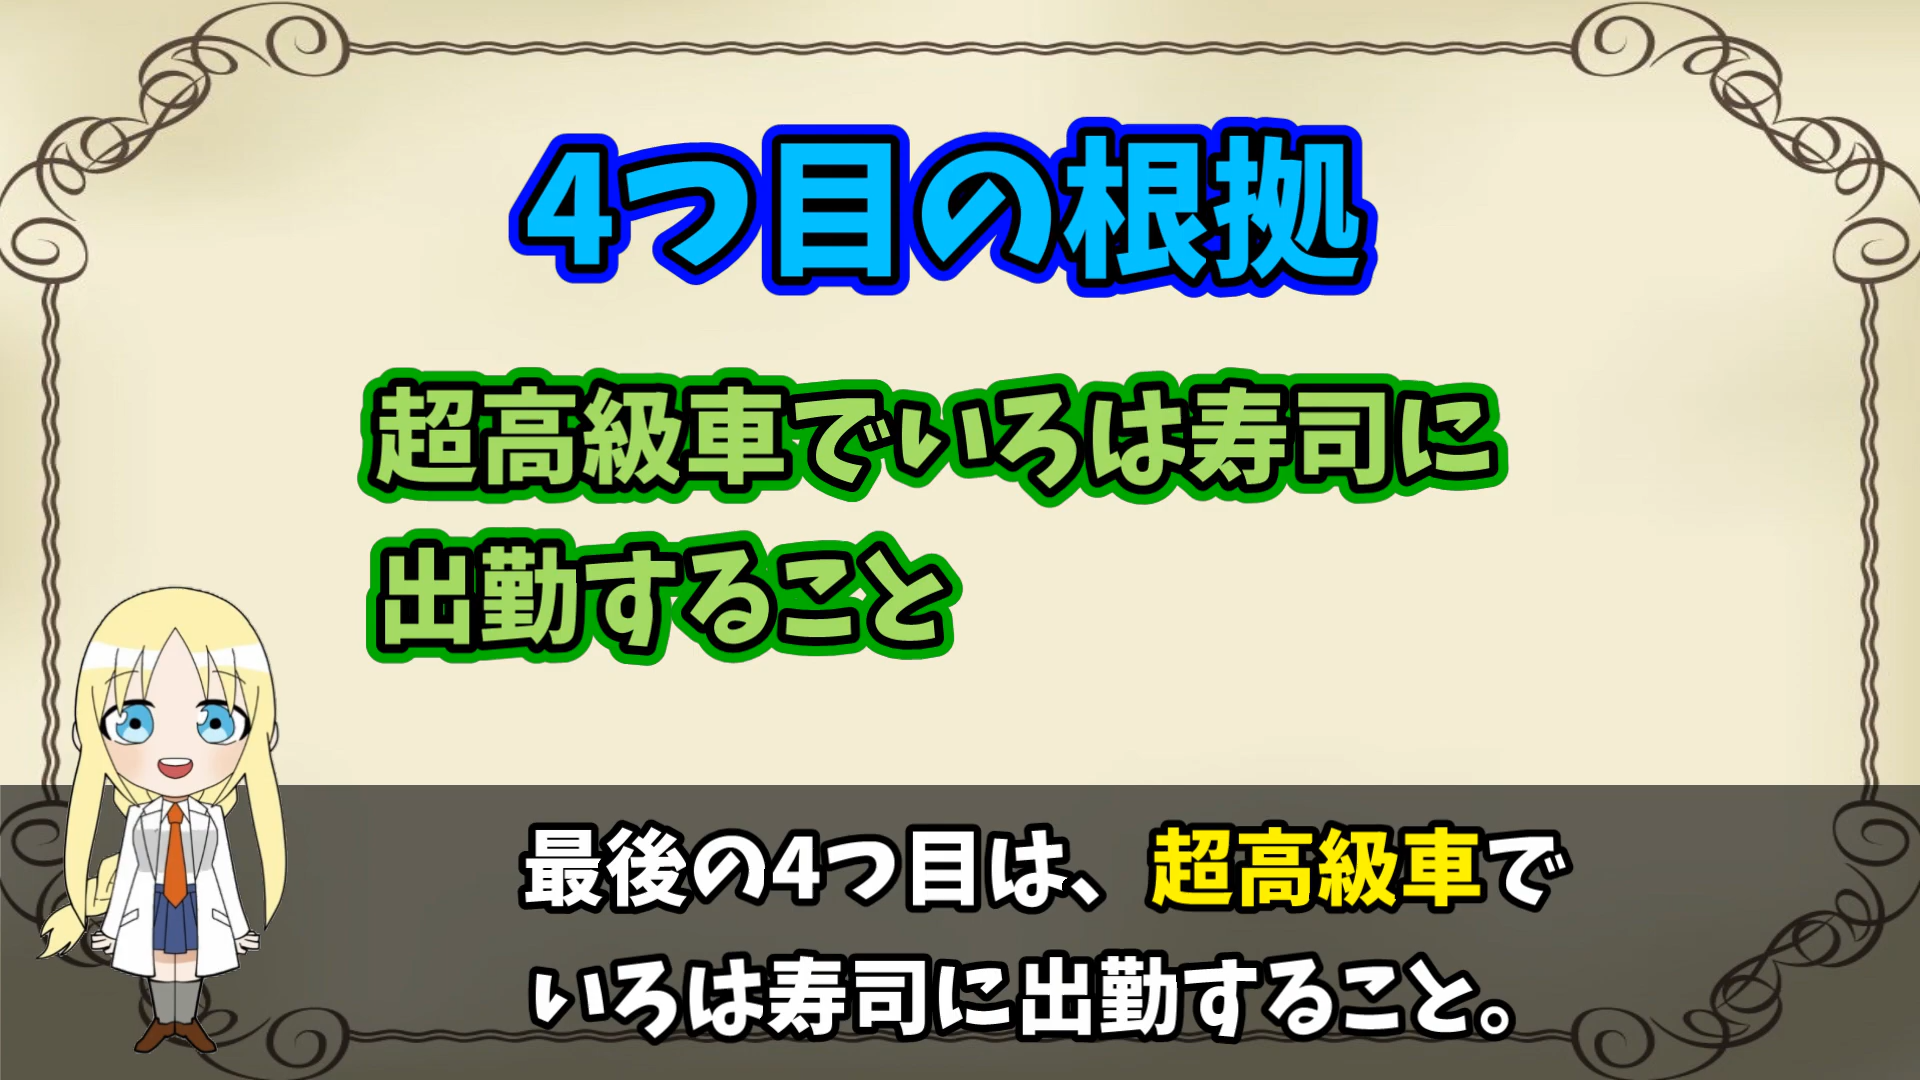 4つ目の根拠
超高級車でいろは寿司に
出勤すること
最後の4つ目は、超高級車で
いろは寿司に出勤すること。